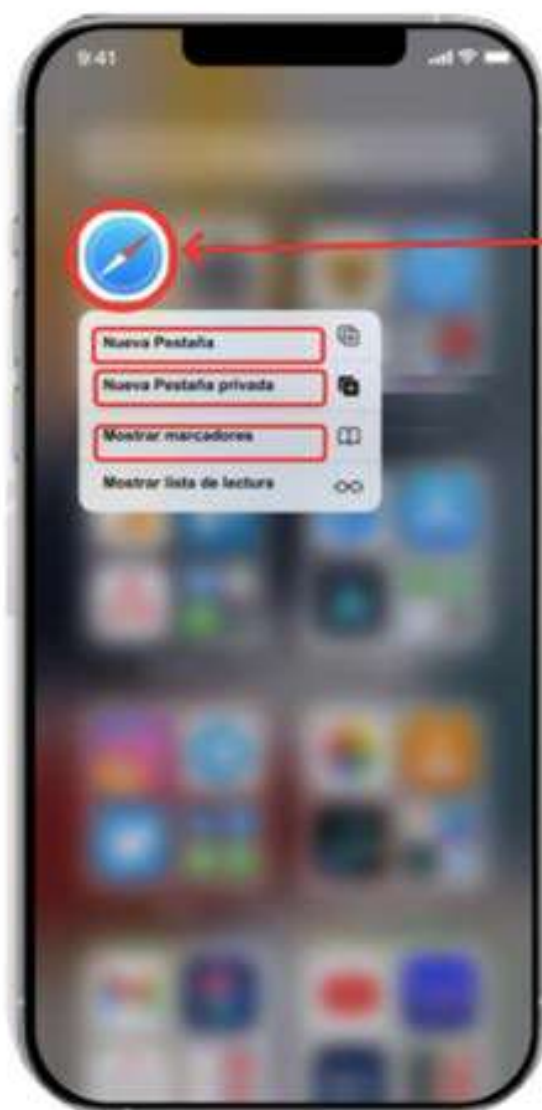 9:41
Nueva Pestaña
Nueva Pestaña privada
Mostrar marcadores
Mostrar lista de lectura